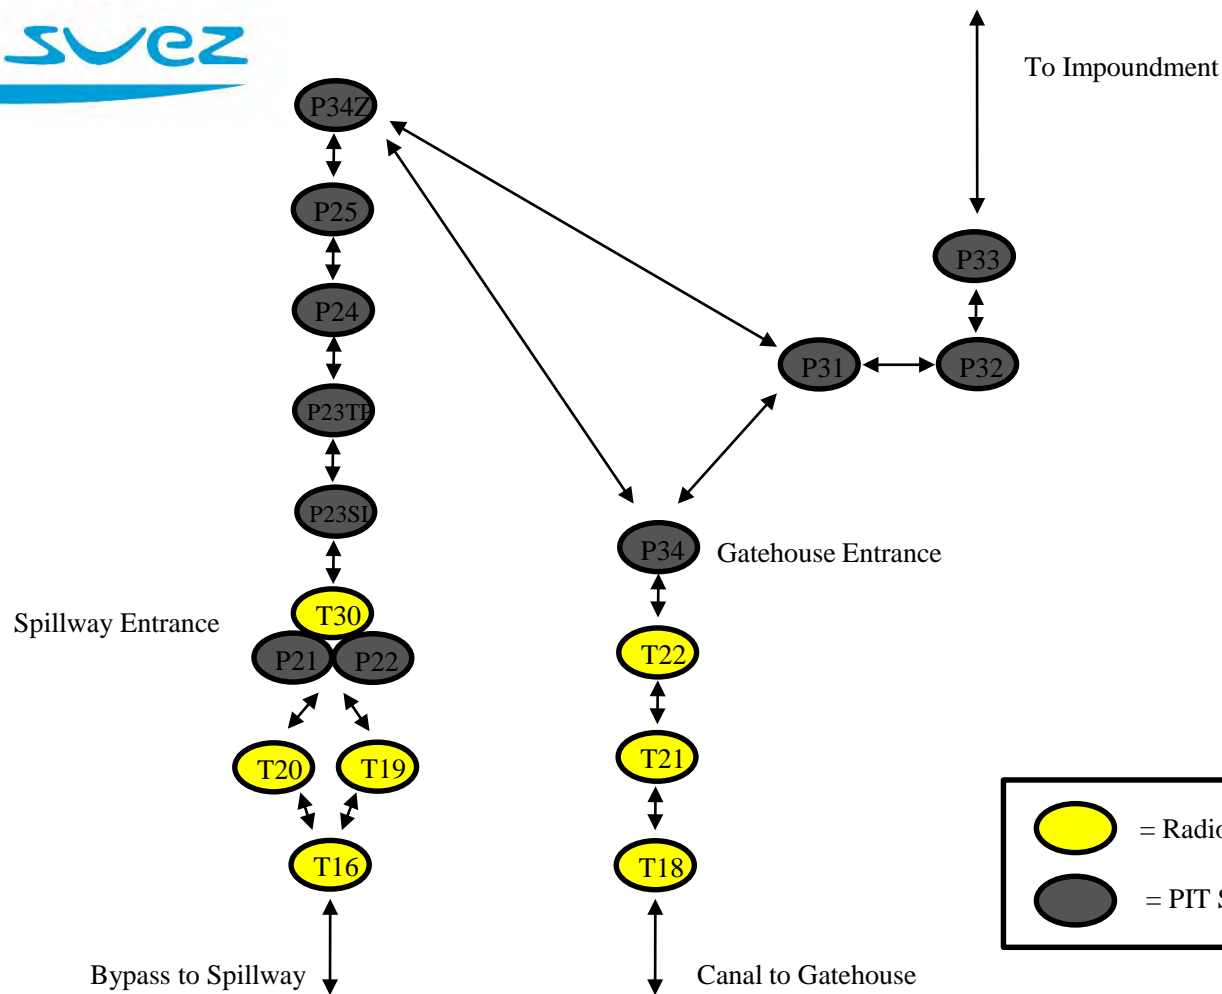 suez
To Impoundment
P34Z
P25
P33
P24
P31
P32
P23TF
P23SL
P34
Gatehouse Entrance
T30
Spillway Entrance
P21
P22
T22
T20
T19
T21
= Radio
T16
T18
= PIT S
Bypass to Spillway
Canal to Gatehouse